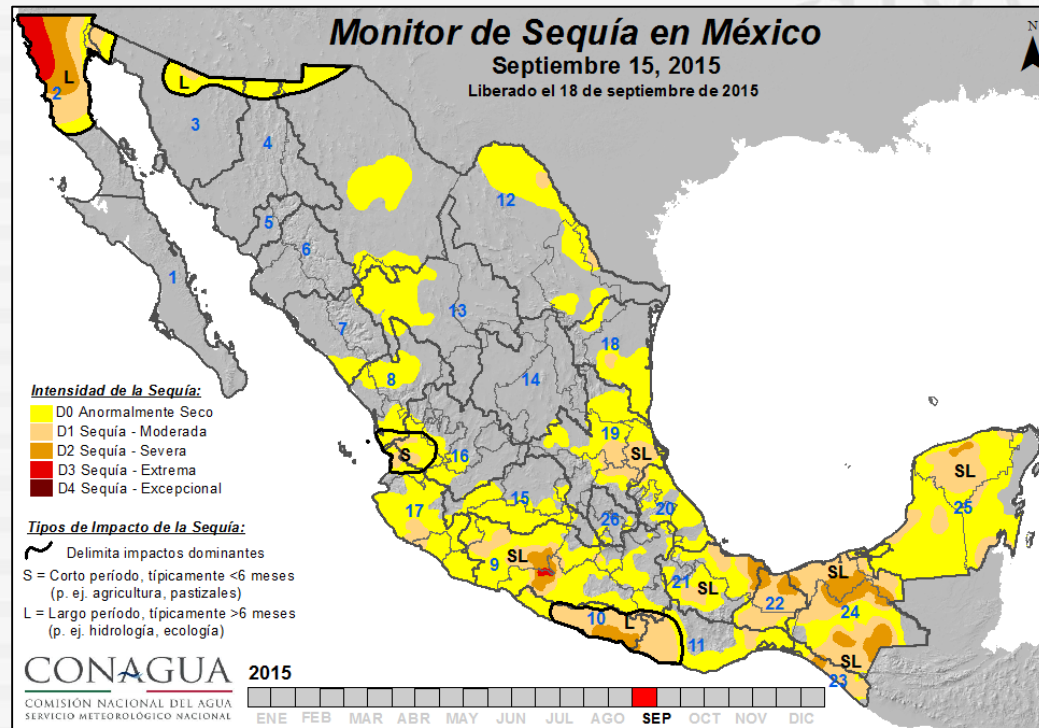 Monitor de Sequía en México
Septiembre 15, 2015
Liberado el 18 de septiembre de 2015
N
L
2
L
3
4
12
5
6
1
13
7
18
8
14
Intensidad de la Sequía:
D0 Anormalmente Seco
D1 Sequía - Moderada
D2 Sequía - Severa
D3 Sequía - Extrema
D4 Sequía - Excepcional
19
S
16
SL
SL
25
15
17
20
26
Tipos de Impacto de la Sequía:
Delimita impactos dominantes
S = Corto período, típicamente <6 meses
(p. ej. agricultura, pastizales)
L = Largo período, típicamente >6 meses
(p. ej. hidrología, ecología)
9
SL
21
SL
SL
22
24
10
L
11
SL
23
CONAGUA
COMISIÓN NACIONAL DEL AGUA
SERVICIO METEOROLÓGICO NACIONAL
2015
ENE FEB MAR ABR MAY JUN JUL AGO SEP OCT NOV DIC